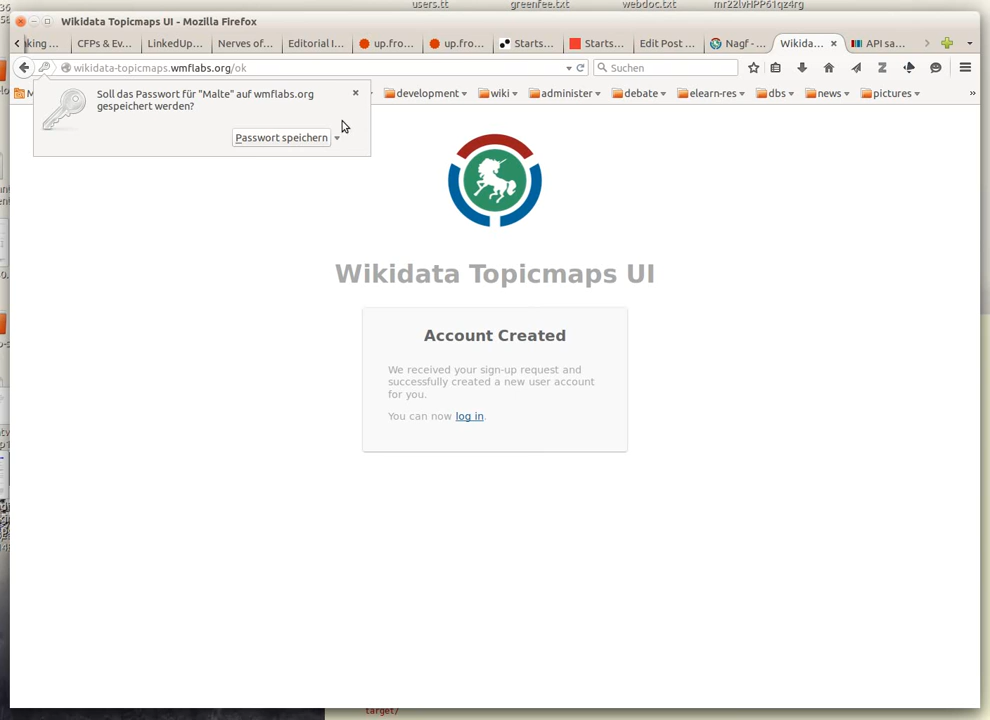 users.tt
greenfee.txt
webdoc.txt
Wikidata Topicmaps UI - Mozilla Firefox
CFPs & Ev...
LinkedUp...
Nerves of...
Editorial I...
up.fro...
up.fro...
Starts...
Starts...
Edit Post ...
Nagf - ...
Wikida...
API sa...
wikidata-topicmaps.wmflabs.org/ok
Suchen
Soll das Passwort für "Malte" auf wmflabs.org
gespeichert werden?
Passwort speichern
development
wiki
administer
debate
elearn-res
dbs
news
pictures
Wikidata Topicmaps UI
Account Created
We received your sign-up request and
successfully created a new user account
for you.
You can now log in.
target/